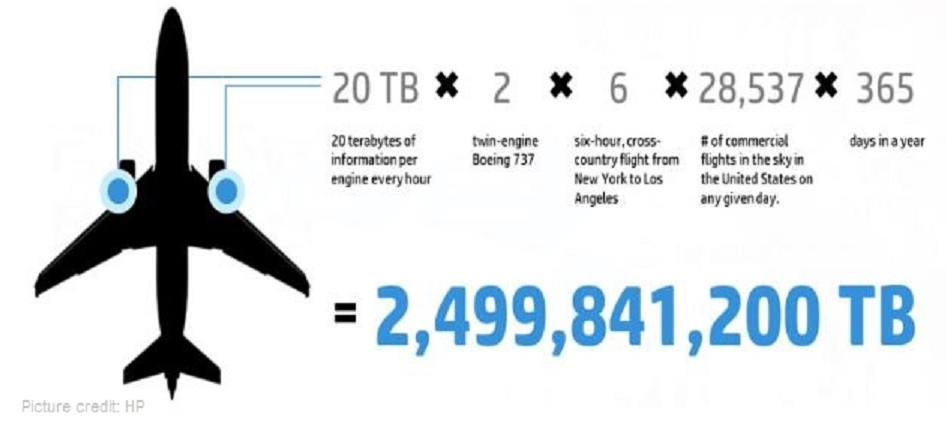 20 TB ✖ 2 ✖ 6 ✖ 28,537 ✖ 365
20 terabytes of
information per
engine every hour
twin-engine
Boeing 737
six-hour, cross-
country flight from
New York to Los
Angeles
# of commercial
flights in the sky in
the United States on
any given day.
days in a year
= 2,499,841,200 TB
Picture credit: HP